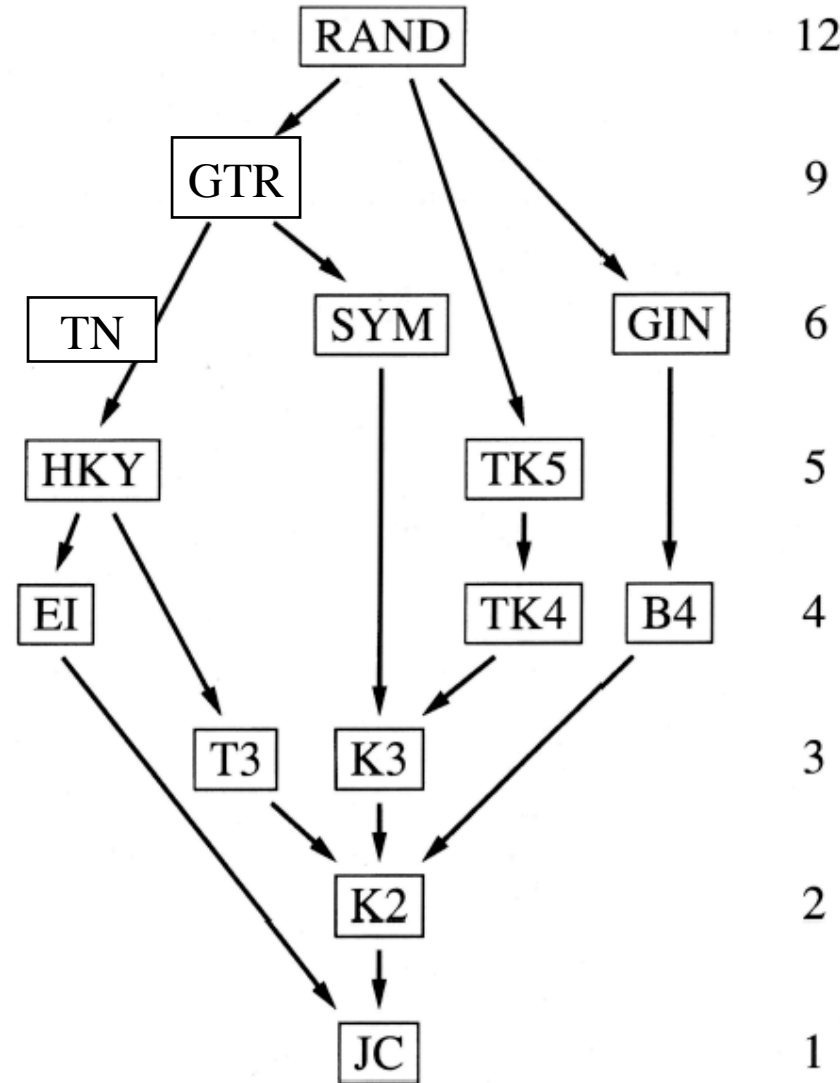 RAND 12
GTR 9
TN SYM GIN 6
HKY TK5 5
EI TK4 B4 4
T3 K3 3
K2 2
JC 1